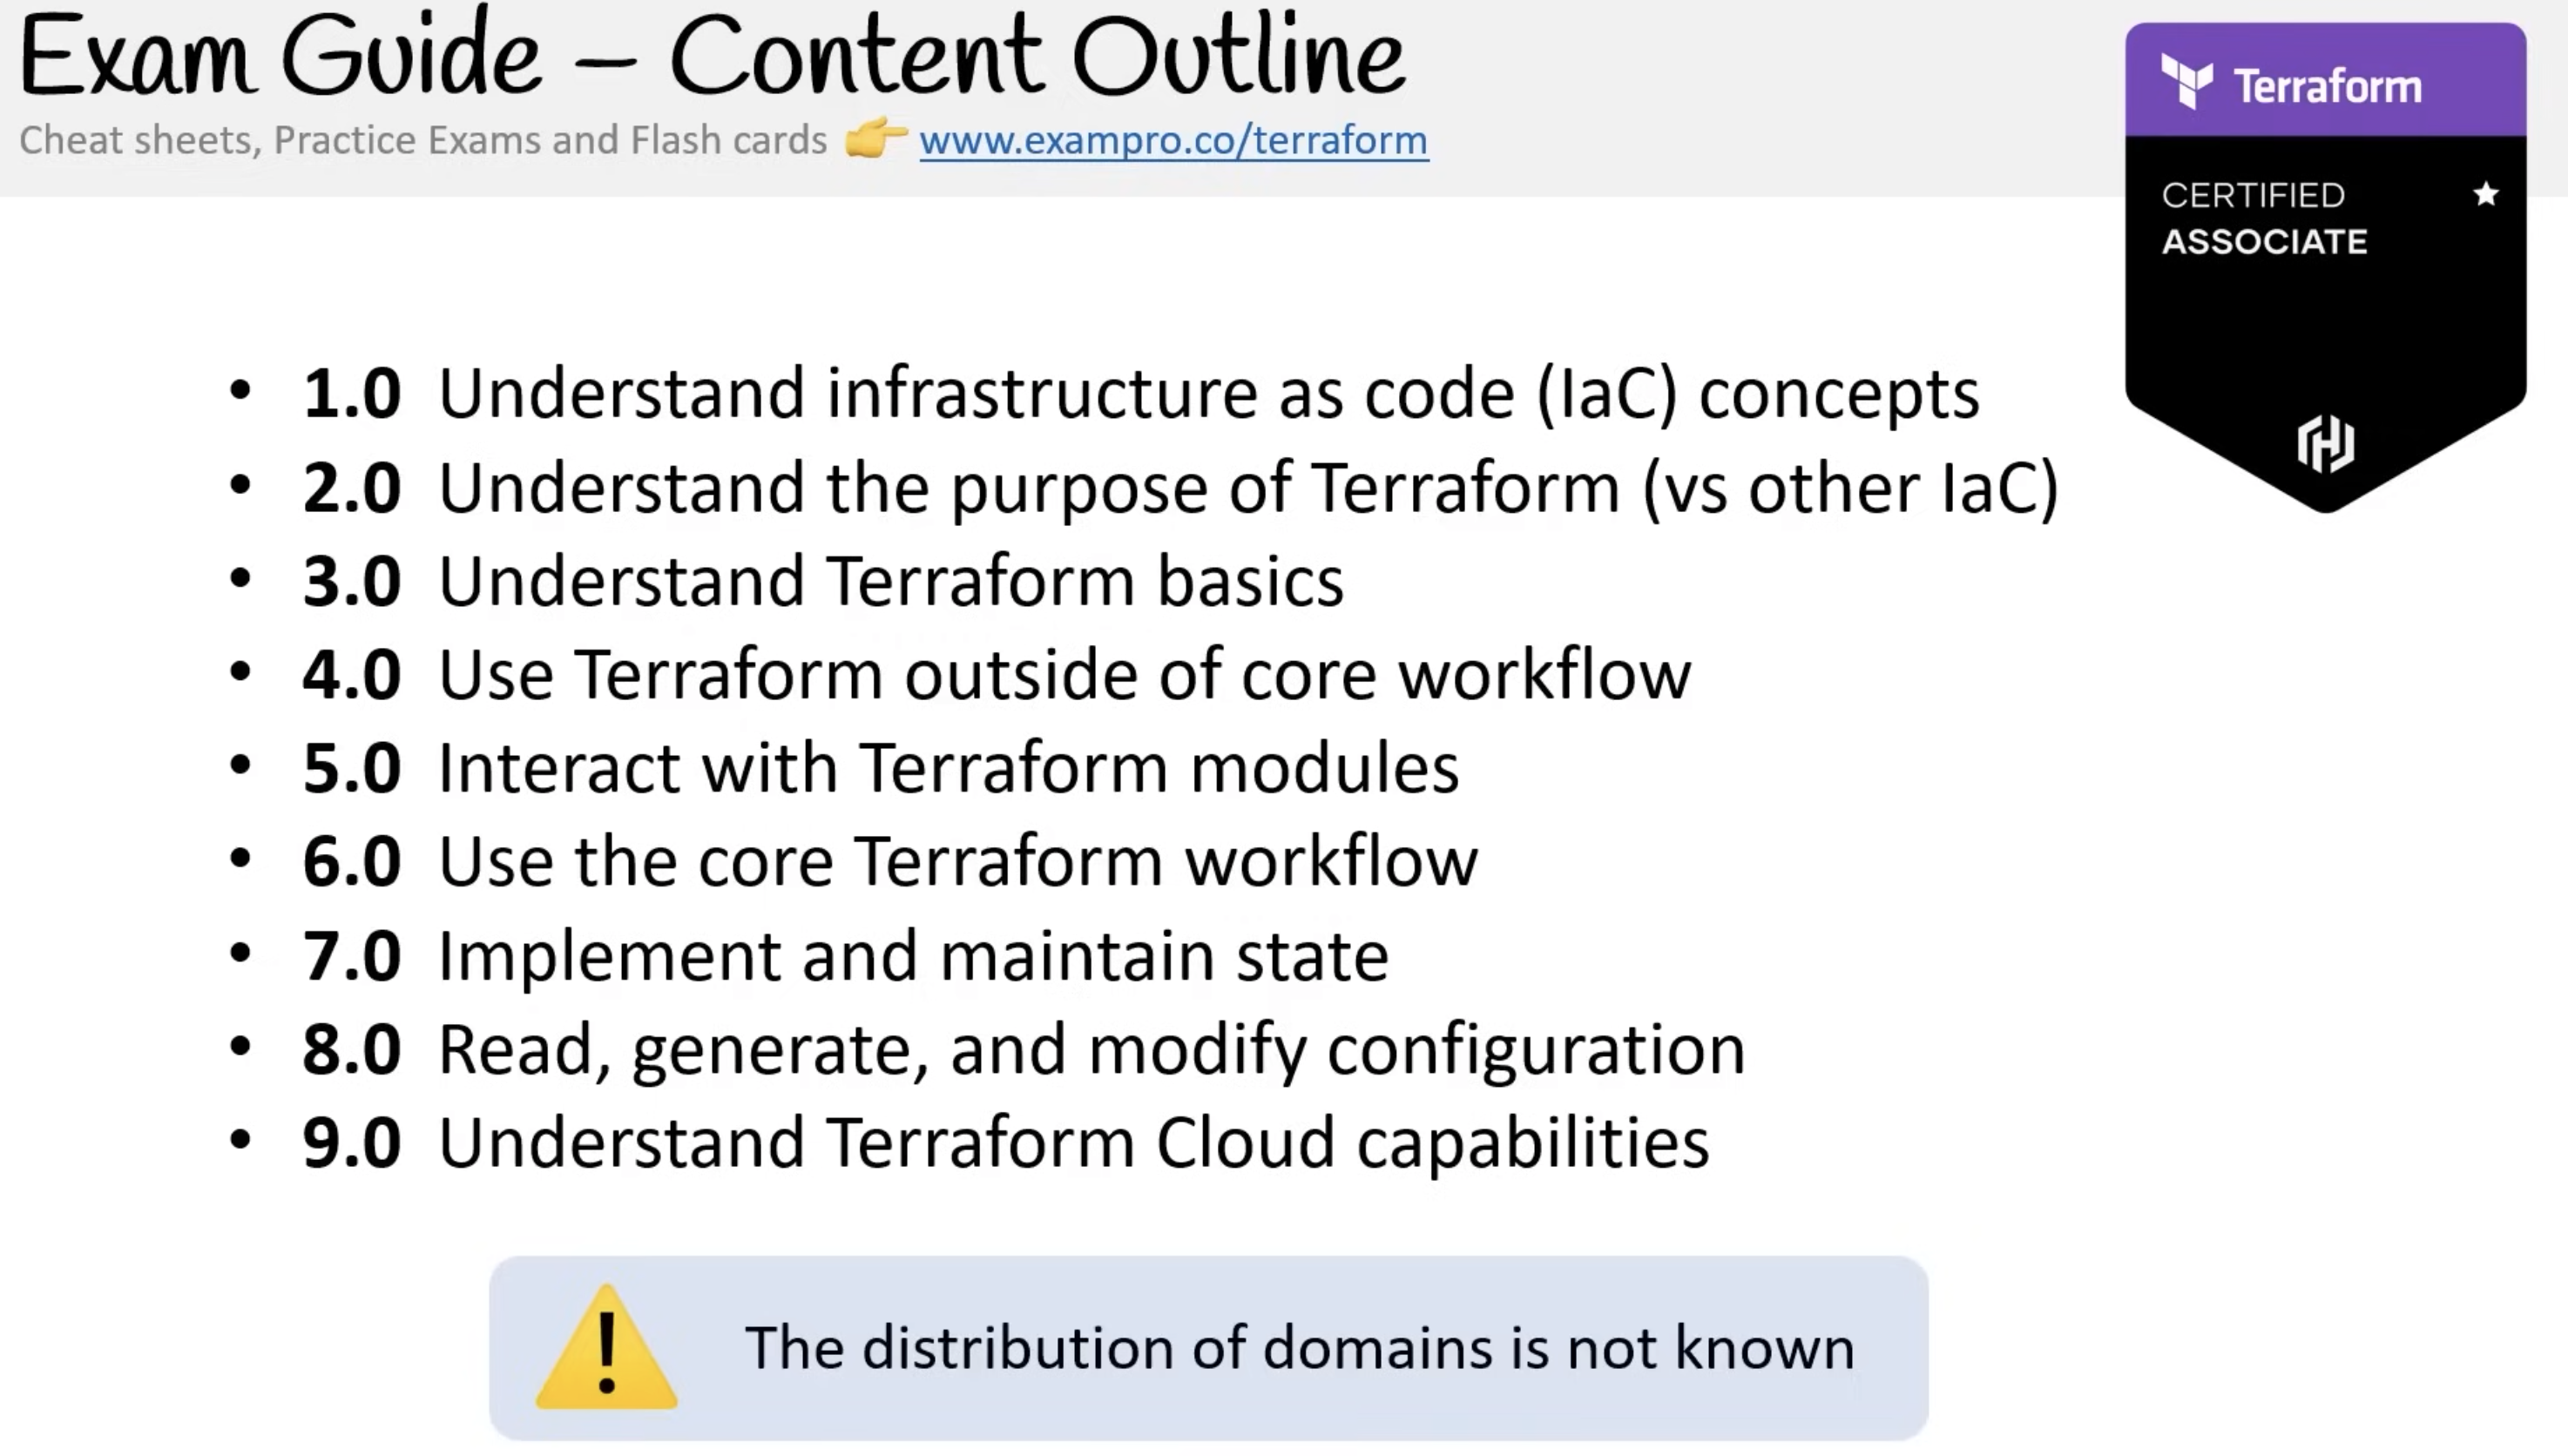 Exam Guide – Content Outline
Cheat sheets, Practice Exams and Flash cards 👉 www.exampro.co/terraform
Terraform
CERTIFIED
ASSOCIATE
• 1.0 Understand infrastructure as code (IaC) concepts
• 2.0 Understand the purpose of Terraform (vs other IaC)
• 3.0 Understand Terraform basics
• 4.0 Use Terraform outside of core workflow
• 5.0 Interact with Terraform modules
• 6.0 Use the core Terraform workflow
• 7.0 Implement and maintain state
• 8.0 Read, generate, and modify configuration
• 9.0 Understand Terraform Cloud capabilities
The distribution of domains is not known